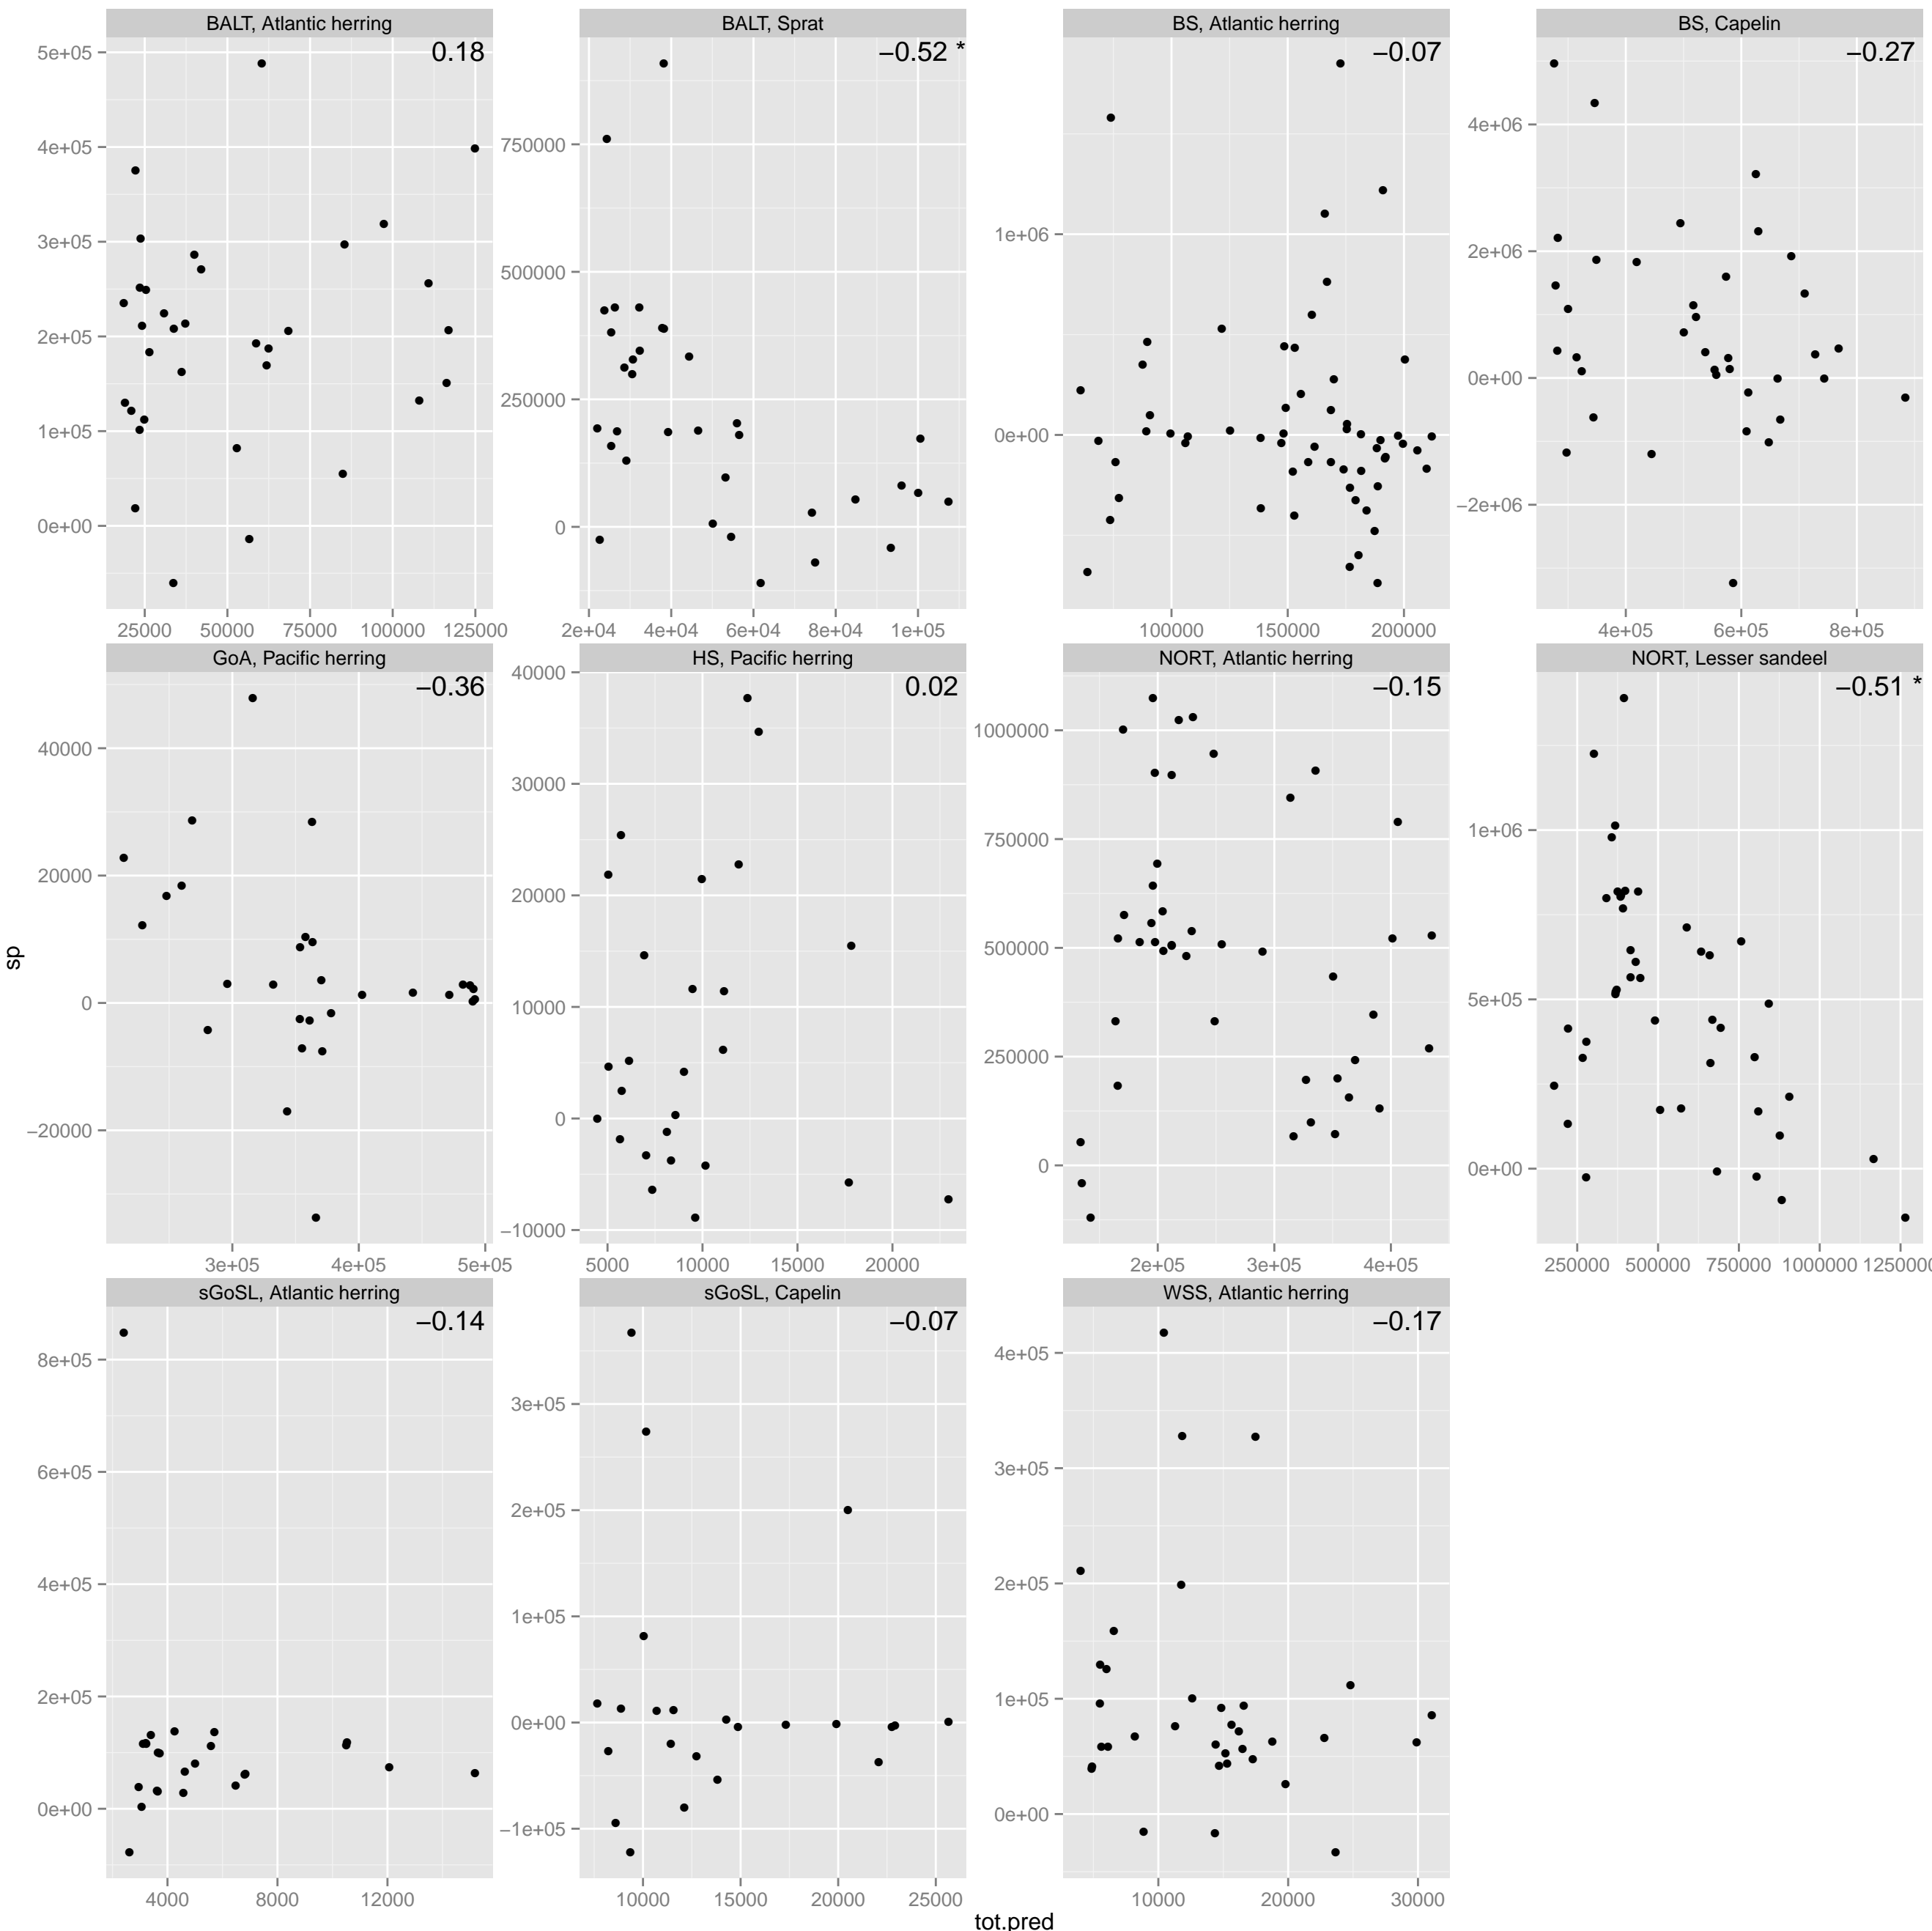 BALT, Atlantic herring
BALT, Sprat
BS, Atlantic herring
BS, Capelin
0.18
−0.52 *
−0.07
−0.27
5e+05
4e+05
3e+05
2e+05
1e+05
0e+00
750000
500000
250000
0
1e+06
0e+00
4e+06
2e+06
0e+00
−2e+06
25000 50000 75000 100000 125000
2e+04 4e+04 6e+04 8e+04 1e+05
100000 150000 200000
4e+05 6e+05 8e+05
GoA, Pacific herring
HS, Pacific herring
NORT, Atlantic herring
NORT, Lesser sandeel
−0.36
0.02
−0.15
−0.51 *
40000
20000
0
−20000
40000
30000
20000
10000
0
−10000
1000000
750000
500000
250000
0
1e+06
5e+05
0e+00
3e+05 4e+05 5e+05
5000 10000 15000 20000
2e+05 3e+05 4e+05
250000 500000 750000 1000000 1250000
sp
sGoSL, Atlantic herring
sGoSL, Capelin
WSS, Atlantic herring
−0.14
−0.07
−0.17
8e+05
6e+05
4e+05
2e+05
0e+00
3e+05
2e+05
1e+05
0e+00
−1e+05
4e+05
3e+05
2e+05
1e+05
0e+00
4000 8000 12000
10000 15000 20000 25000
10000 20000 30000
tot.pred